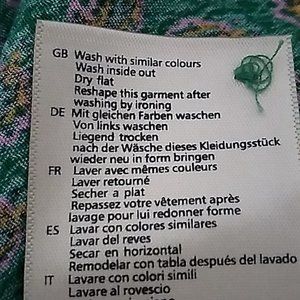 GB Wash with similar colours
Wash inside out
Dry flat
Reshape this garment after
washing by ironing
DE Mit gleichen Farben waschen
Von links waschen
Liegend trocken
nach der Wäsche dieses Kleidungsstück
wieder neu in form bringen
FR Laver avec mêmes couleurs
Laver retourné
Secher a plat
Repassez votre vêtement après
lavage pour lui redonner forme
ES Lavar con colores similares
Lavar del reves
Secar en horizontal
Remodelar con tabla después del lavado
IT Lavare con colori simili
Lavare al rovescio